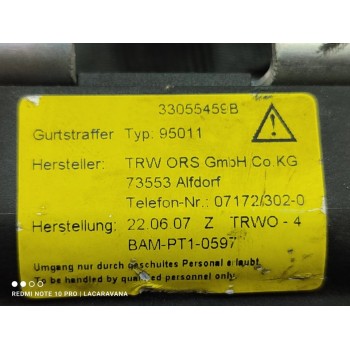 33055459B
Gurtstraffer Typ. 95011
Hersteller: TRW ORS GmbH Co.KG
73553 Alfdorf
Telefon-Nr.: 07172/302-0
Herstellung: 22.06.07 Z TRWO - 4
BAM-PT1-0597
Umgang nur durch geschultes Personal erlaubt.
To be handled by qualified personnel only.
REDMI NOTE 10 PRO | LACARAVANA